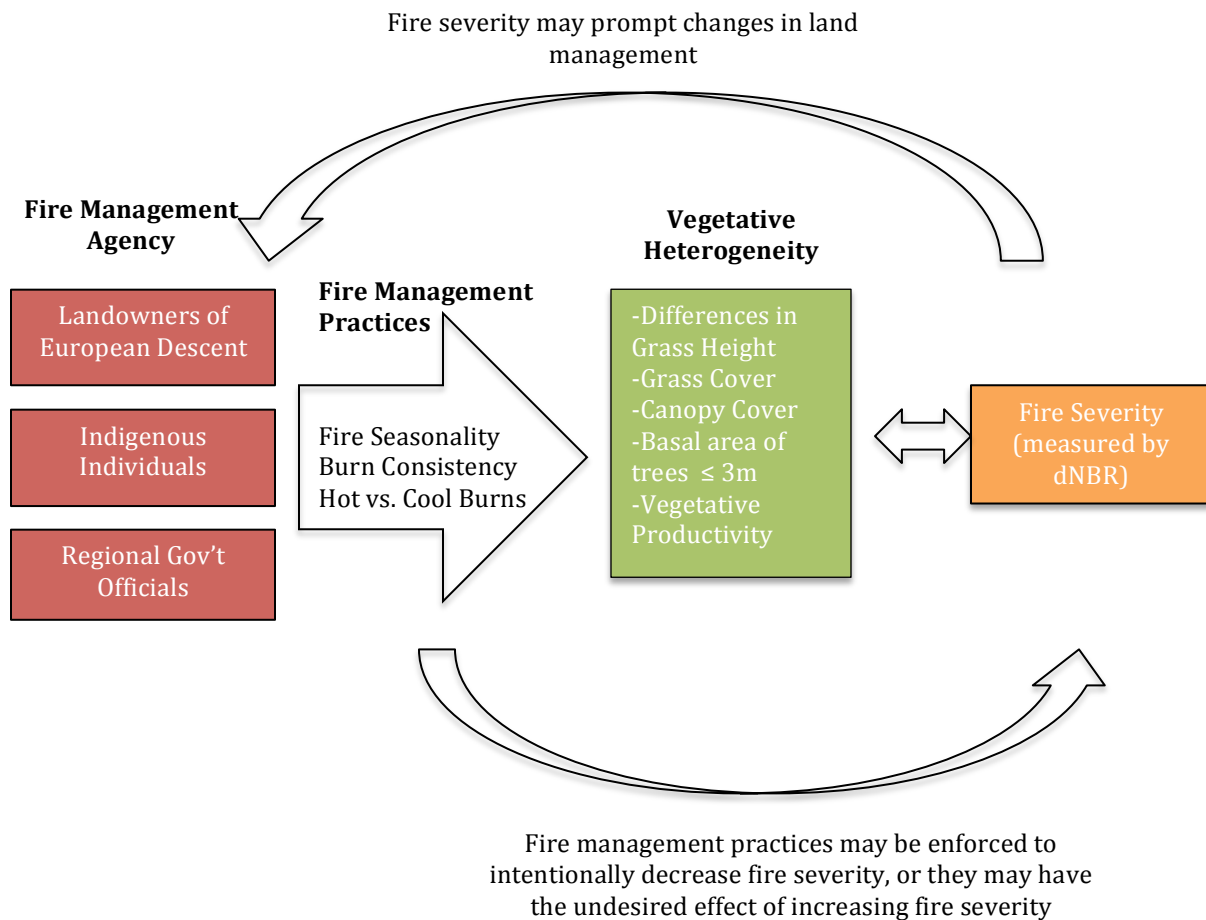 Fire severity may prompt changes in land
management
Fire Management
Agency
Landowners of
European Descent
Indigenous
Individuals
Regional Gov’t
Officials
Fire Management
Practices
Fire Seasonality
Burn Consistency
Hot vs. Cool Burns
Vegetative
Heterogeneity
-Differences in
Grass Height
-Grass Cover
-Canopy Cover
-Basal area of
trees ≤ 3m
-Vegetative
Productivity
Fire Severity
(measured by
dNBR)
Fire management practices may be enforced to
intentionally decrease fire severity, or they may have
the undesired effect of increasing fire severity